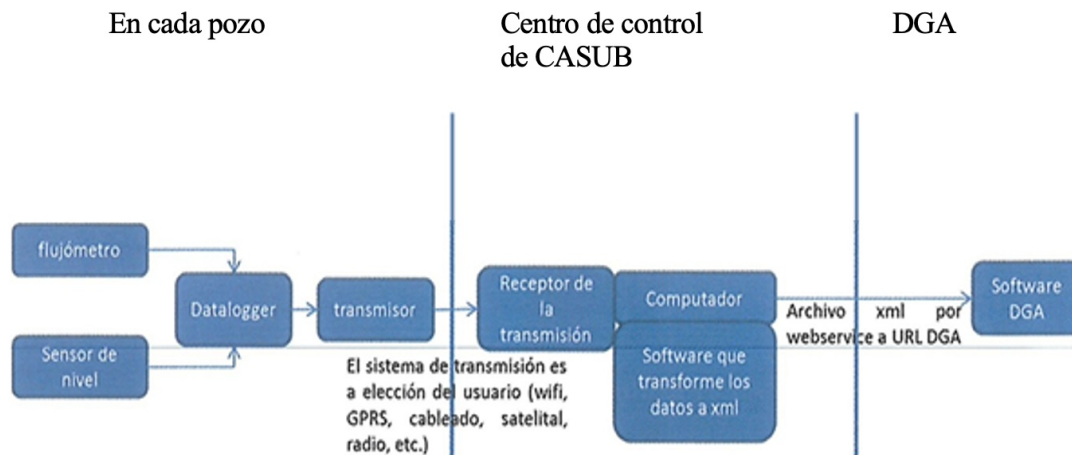 En cada pozo
Centro de control
de CASUB
DGA
flujómetro
Sensor de
nivel
Datalogger
transmisor
El sistema de transmisión es
a elección del usuario (wifi,
GPRS, cableado, satelital,
radio, etc.)
Receptor de
la
transmisión
Computador
Software que
transforme los
datos a xml
Archivo xml por
webservice a URL DGA
Software
DGA